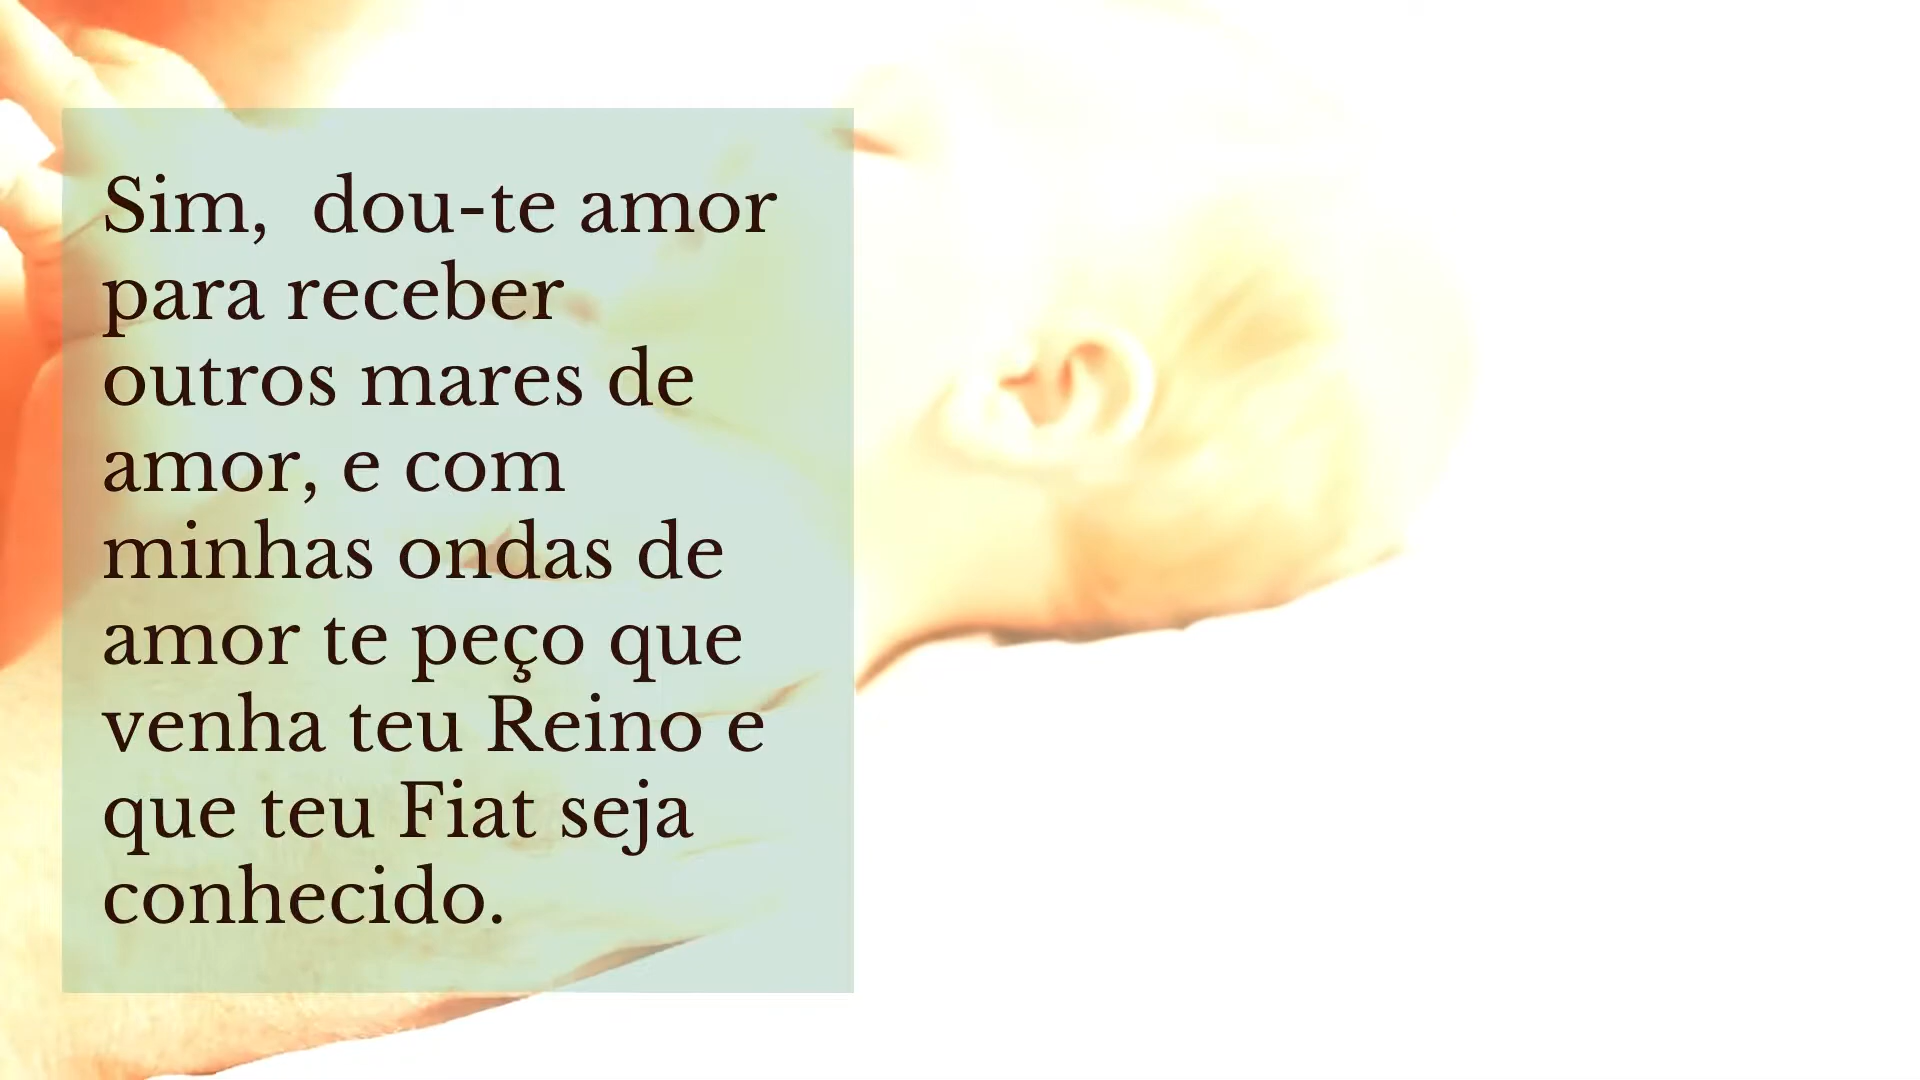 Sim,  dou-te amor
para receber
outros mares de
amor, e com
minhas ondas de
amor te peço que
venha teu Reino e
que teu Fiat seja
conhecido.